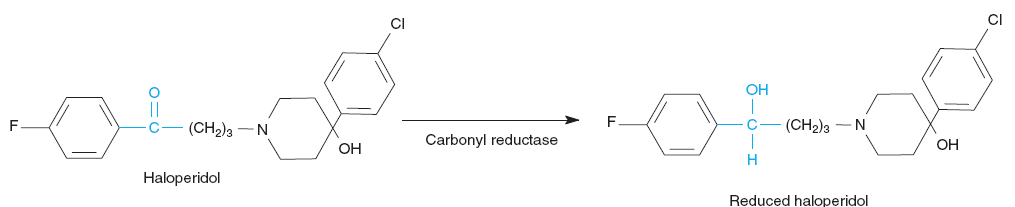 Cl
O
F
C
(CH2)3
N
OH
Haloperidol
Carbonyl reductase
Cl
OH
F
C
(CH2)3
N
H
OH
Reduced haloperidol